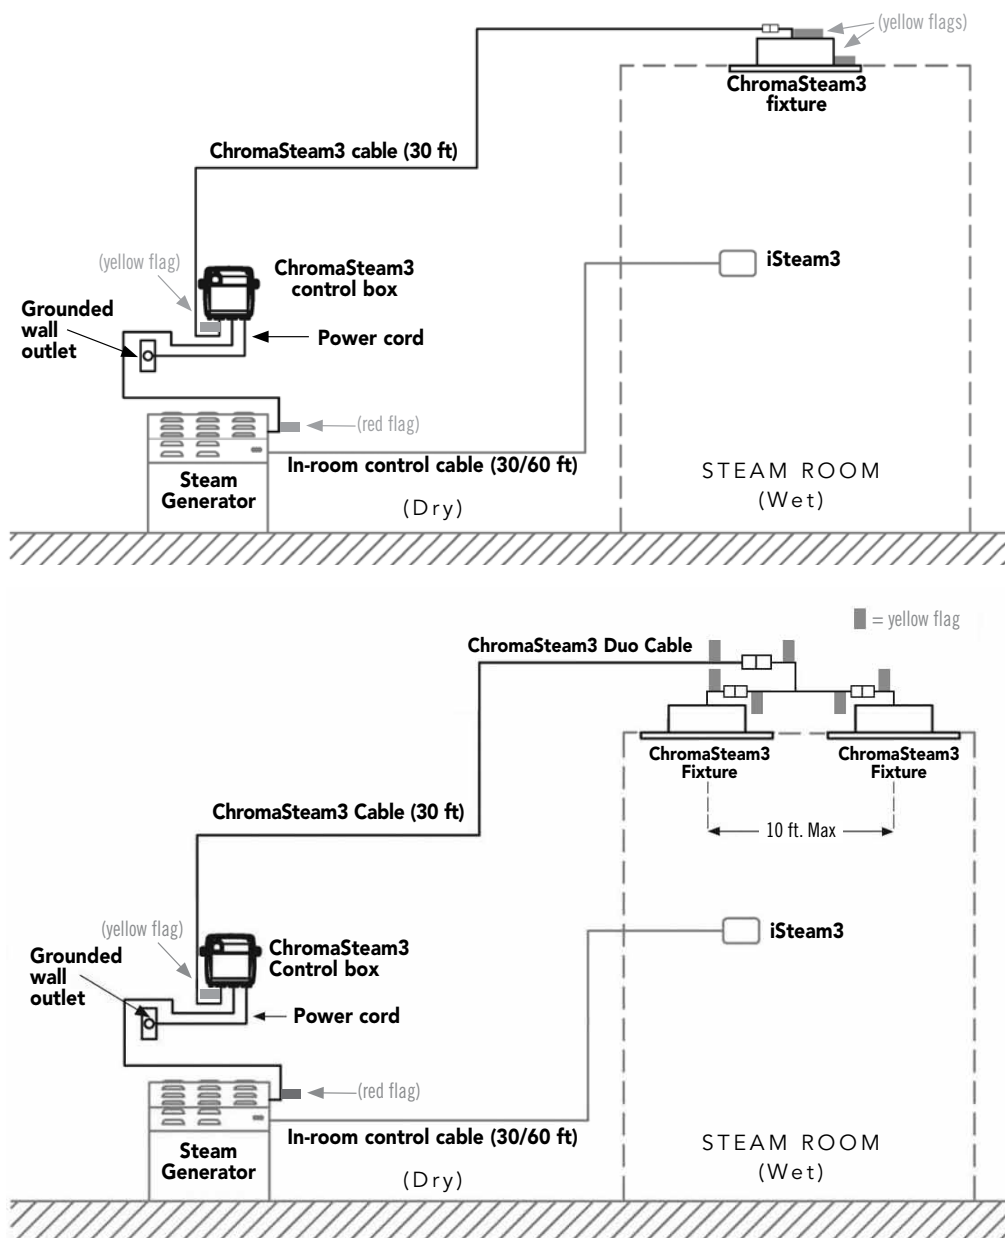 (yellow flags)
ChromaSteam3
fixture
ChromaSteam3 cable (30 ft)
(yellow flag)
ChromaSteam3
control box
iSteam3
Grounded
wall
outlet
Power cord
(red flag)
In-room control cable (30/60 ft)
Steam
Generator
(Dry)
STEAM ROOM
(Wet)
= yellow flag
ChromaSteam3 Duo Cable
ChromaSteam3
Fixture
ChromaSteam3
Fixture
ChromaSteam3 Cable (30 ft)
10 ft. Max
(yellow flag)
ChromaSteam3
Control box
iSteam3
Grounded
wall
outlet
Power cord
(red flag)
In-room control cable (30/60 ft)
Steam
Generator
(Dry)
STEAM ROOM
(Wet)